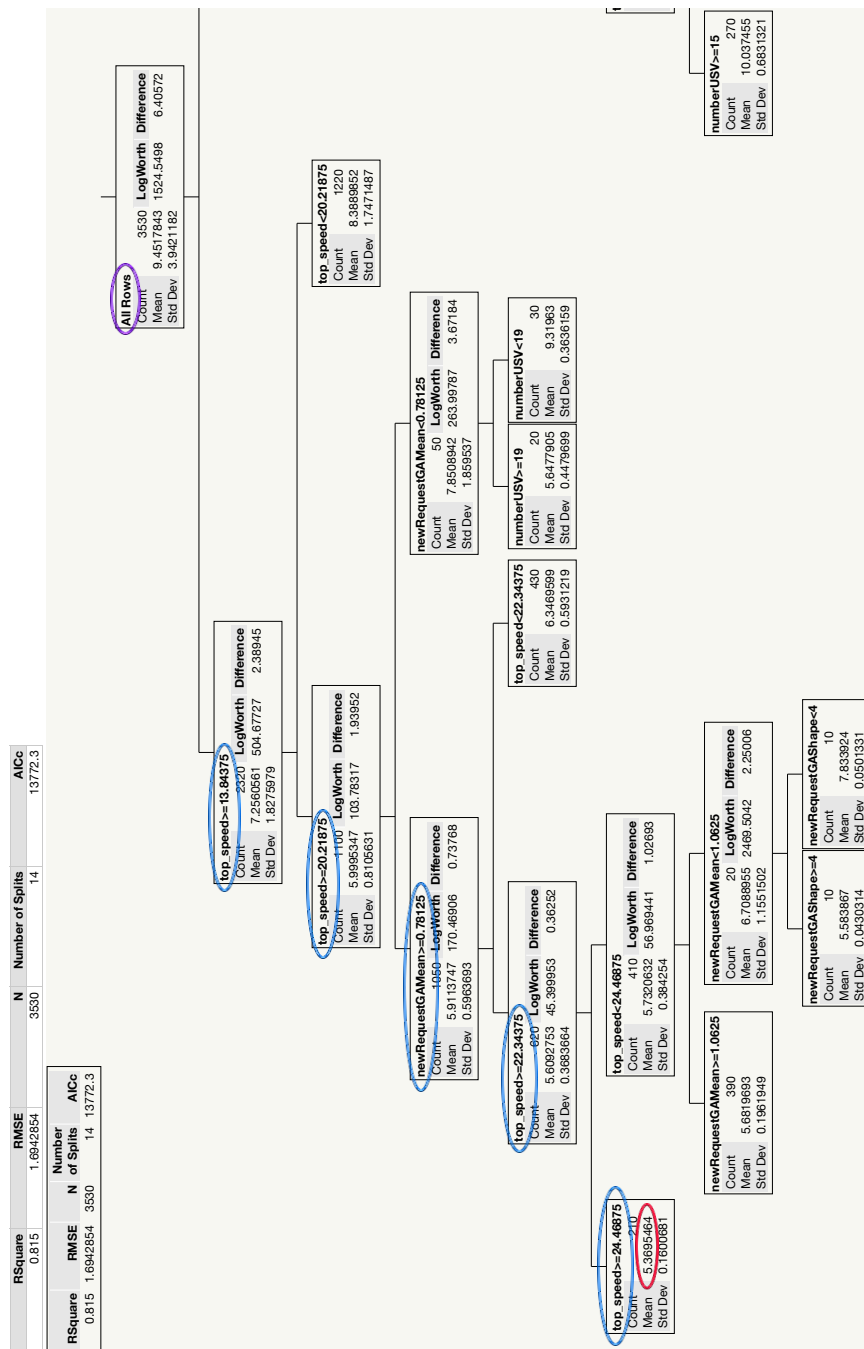 RSquare RMSE N Number of Splits AICc
0.815 1.6942854 3530 14 13772.3
Number
RSquare RMSE N of Splits AICc
0.815 1.6942854 3530 14 13772.3
All Rows
Count 3530 LogWorth Difference
Mean 9.4517843 1524.5498 6.40572
Std Dev 3.9421182
top_speed>=13.84375
Count 2320 LogWorth Difference
Mean 7.2560561 504.67727 2.38945
Std Dev 1.8275979
top_speed>=20.21875
Count 1100 LogWorth Difference
Mean 5.9995347 103.78317 1.93952
Std Dev 0.8105631
top_speed<20.21875
Count 1220
Mean 8.3889852
Std Dev 1.7471487
newRequestGAMean>=0.78125
Count 1050 LogWorth Difference
Mean 5.9113747 170.46906 0.73768
Std Dev 0.5963693
newRequestGAMean<0.78125
Count 50 LogWorth Difference
Mean 7.8508942 263.99787 3.67184
Std Dev 1.859537
top_speed>=22.34375
Count 620 LogWorth Difference
Mean 5.6092753 45.399953 0.36252
Std Dev 0.3683664
top_speed<22.34375
Count 430
Mean 6.3469599
Std Dev 0.5931219
numberUSV>=19
Count 20
Mean 5.6477905
Std Dev 0.4479699
numberUSV<19
Count 30
Mean 9.31963
Std Dev 0.3636159
top_speed>=24.46875
Count 210
Mean 5.3695464
Std Dev 0.1600681
top_speed<24.46875
Count 410 LogWorth Difference
Mean 5.7320632 56.969441 1.02693
Std Dev 0.384254
newRequestGAMean>=1.0625
Count 390
Mean 5.6819693
Std Dev 0.1961949
newRequestGAMean<1.0625
Count 20 LogWorth Difference
Mean 6.7088955 2469.5042 2.25006
Std Dev 1.1551502
numberUSV>=15
Count 270
Mean 10.037455
Std Dev 0.6831321
newRequestGAShape>=4
Count 10
Mean 5.583867
Std Dev 0.0430314
newRequestGAShape<4
Count 10
Mean 7.833924
Std Dev 0.0501331